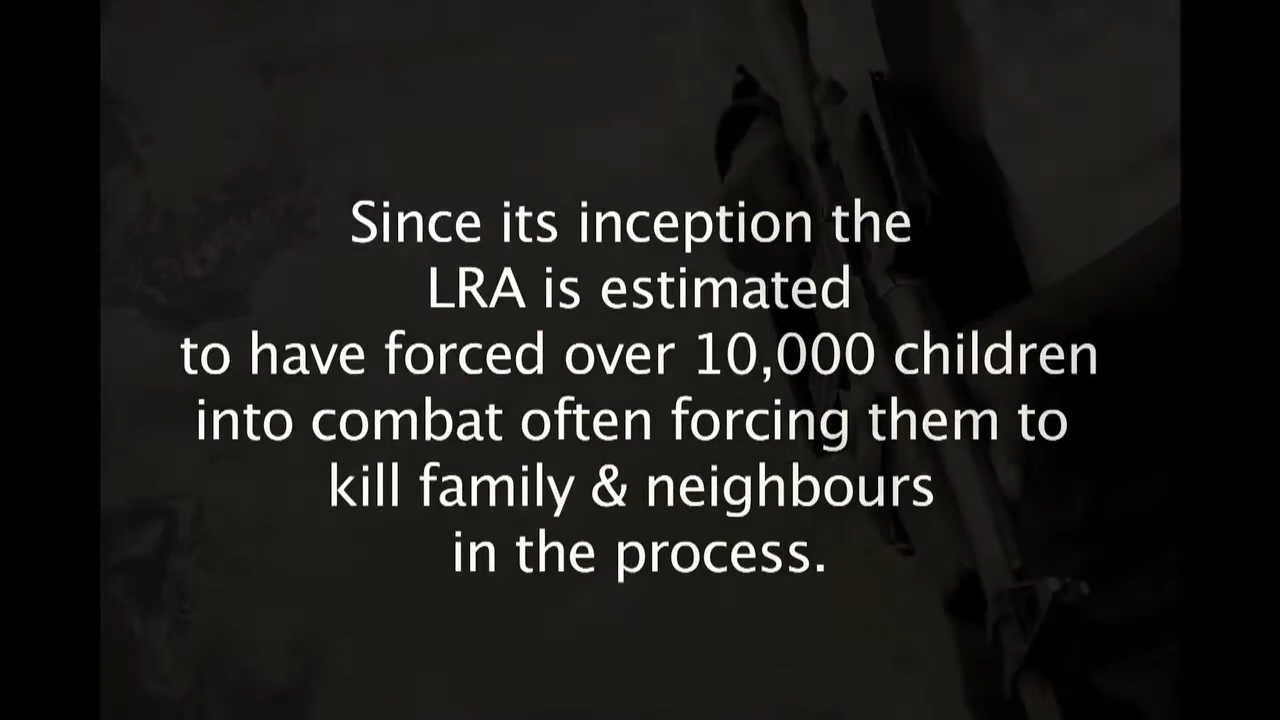 Since its inception the
LRA is estimated
to have forced over 10,000 children
into combat often forcing them to
kill family & neighbours
in the process.